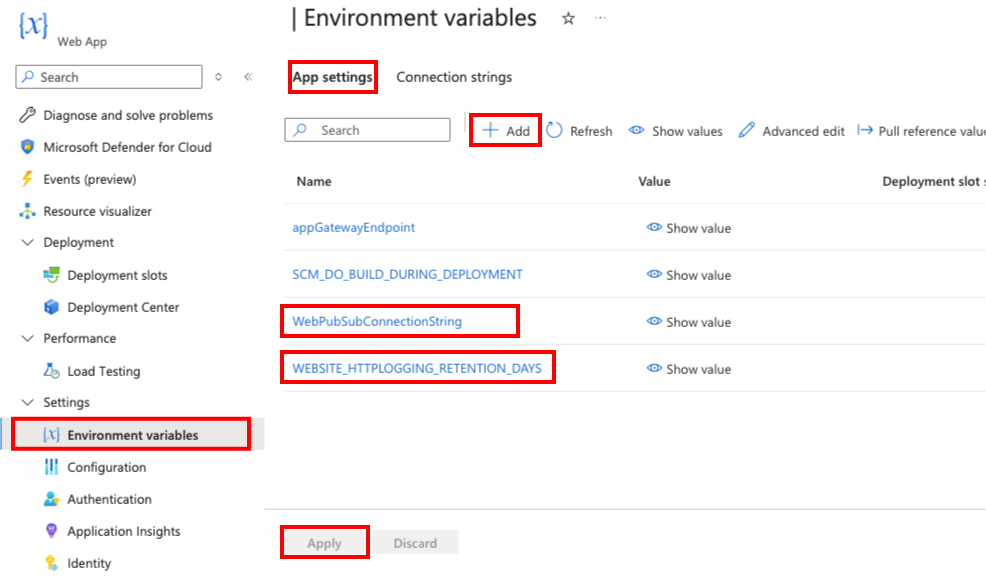 {x}
Web App
| Environment variables
Search
Diagnose and solve problems
Microsoft Defender for Cloud
Events (preview)
Resource visualizer
Deployment
Deployment slots
Deployment Center
Performance
Load Testing
Settings
Environment variables
Configuration
Authentication
Application Insights
Identity
App settings Connection strings
Search Add Refresh Show values Advanced edit Pull reference value
Name Value Deployment slot s
appGatewayEndpoint Show value
SCM_DO_BUILD_DURING_DEPLOYMENT Show value
WebPubSubConnectionString Show value
WEBSITE_HTTPLOGGING_RETENTION_DAYS Show value
Apply Discard